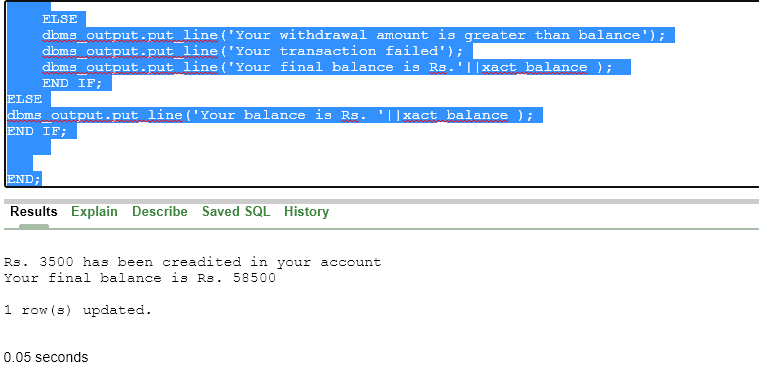 ELSE
dbms_output.put_line('Your withdrawal amount is greater than balance');
dbms_output.put_line('Your transaction failed');
dbms_output.put_line('Your final balance is Rs.'||xact_balance );
END IF;
ELSE
dbms_output.put_line('Your balance is Rs. '||xact_balance );
END IF;
END;
Results Explain Describe Saved SQL History
Rs. 3500 has been creadited in your account
Your final balance is Rs. 58500
1 row(s) updated.
0.05 seconds